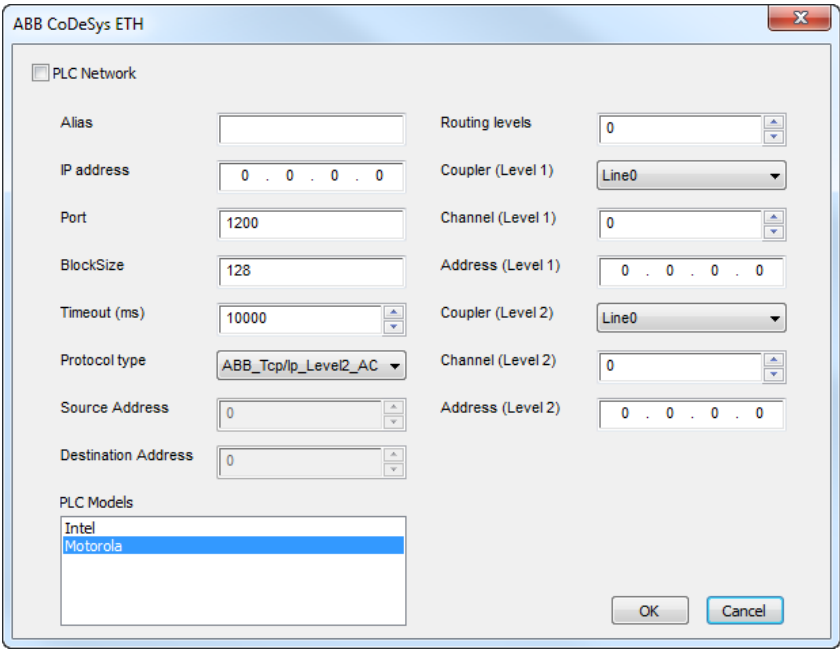 ABB CoDeSys ETH
PLC Network
Alias
IP address 0 . 0 . 0 . 0
Port 1200
BlockSize 128
Timeout (ms) 10000
Protocol type ABB_Tcp/Ip_Level2_AC
Source Address 0
Destination Address 0
PLC Models
Intel
Motorola
Routing levels 0
Coupler (Level 1) Line0
Channel (Level 1) 0
Address (Level 1) 0 . 0 . 0 . 0
Coupler (Level 2) Line0
Channel (Level 2) 0
Address (Level 2) 0 . 0 . 0 . 0
OK Cancel